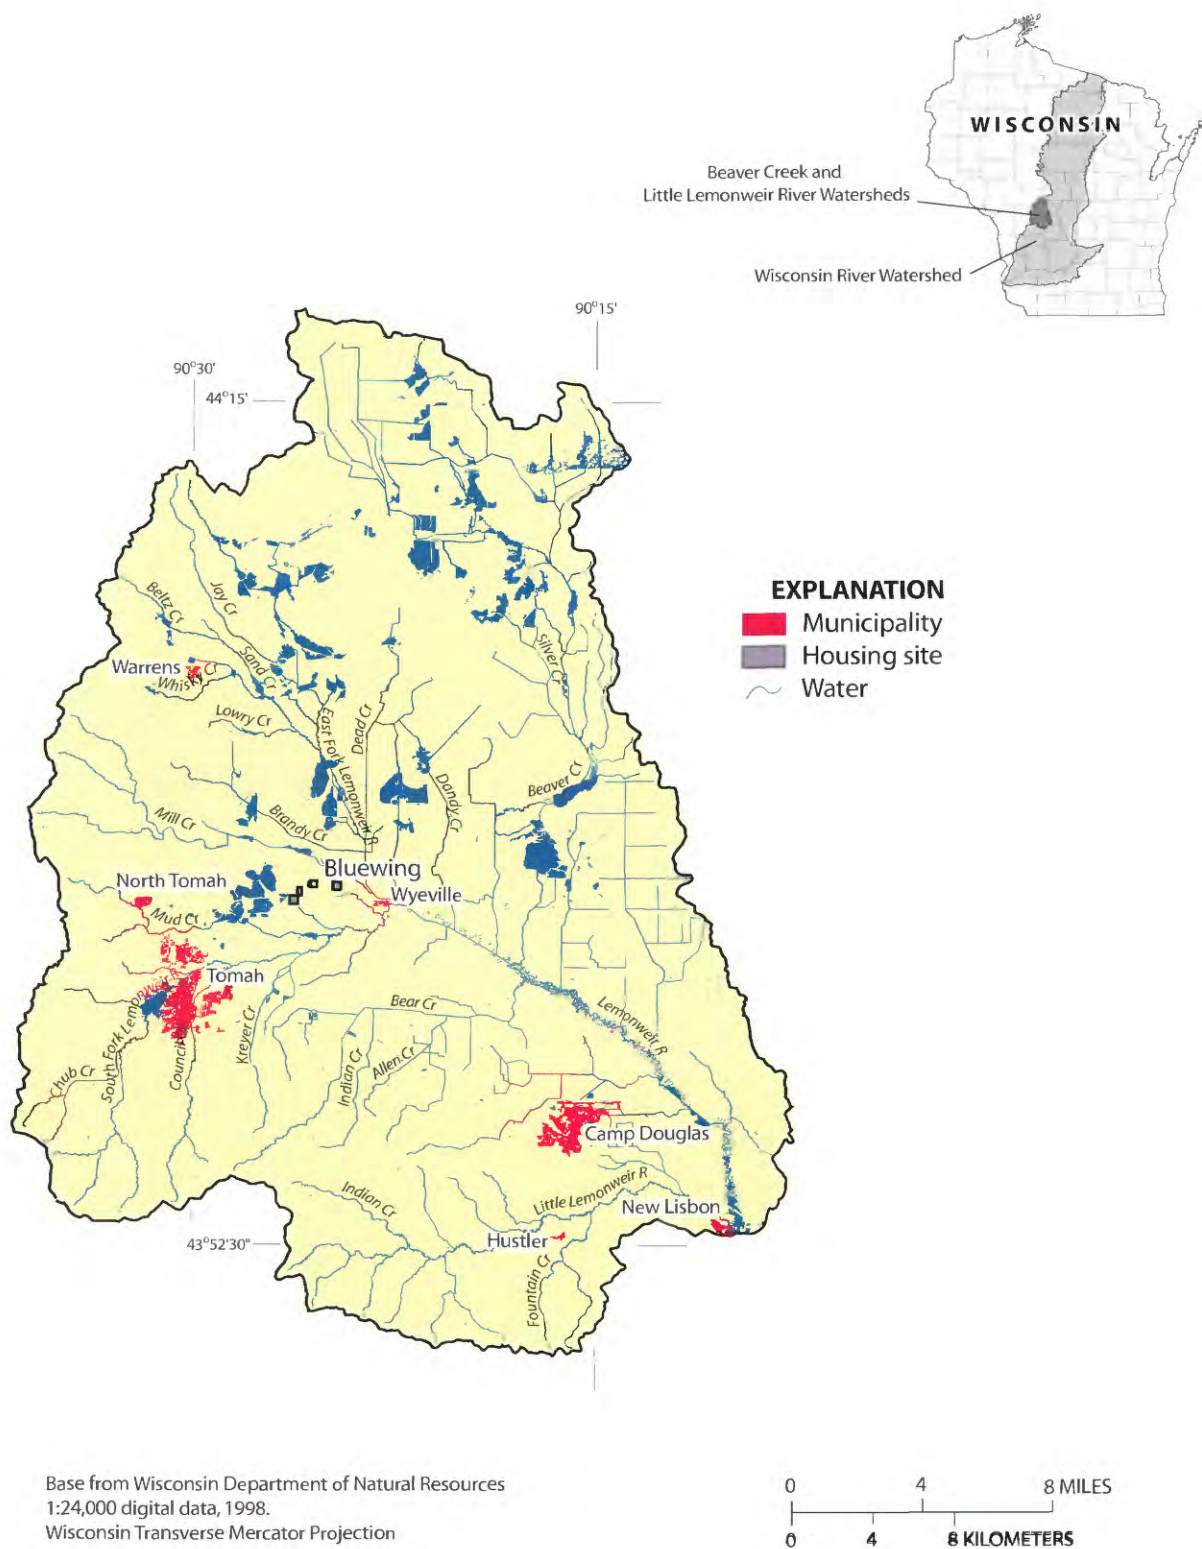 WISCONSIN
Beaver Creek and
Little Lemonweir River Watersheds
Wisconsin River Watershed
90°15'
90°30'
44°15'
EXPLANATION
Municipality
Housing site
Water
Beltz Cr
Jay Cr
Sand Cr
Silver Cr
Warrens
Whisky Cr
Lowry Cr
East Fork Lemonweir R
Dead Cr
Dandy Cr
Beaver Cr
Mill Cr
Brandy Cr
Bluewing
North Tomah
Wyeville
Mud Cr
Tomah
South Fork Lemonweir R
Council Cr
Kreyer Cr
Bear Cr
Lemonweir R
Indian Cr
Allen Cr
Chub Cr
Camp Douglas
Little Lemonweir R
Indian Cr
New Lisbon
Hustler
43°52'30"
Fountain Cr
Base from Wisconsin Department of Natural Resources
1:24,000 digital data, 1998.
Wisconsin Transverse Mercator Projection
0 4 8 MILES
0 4 8 KILOMETERS